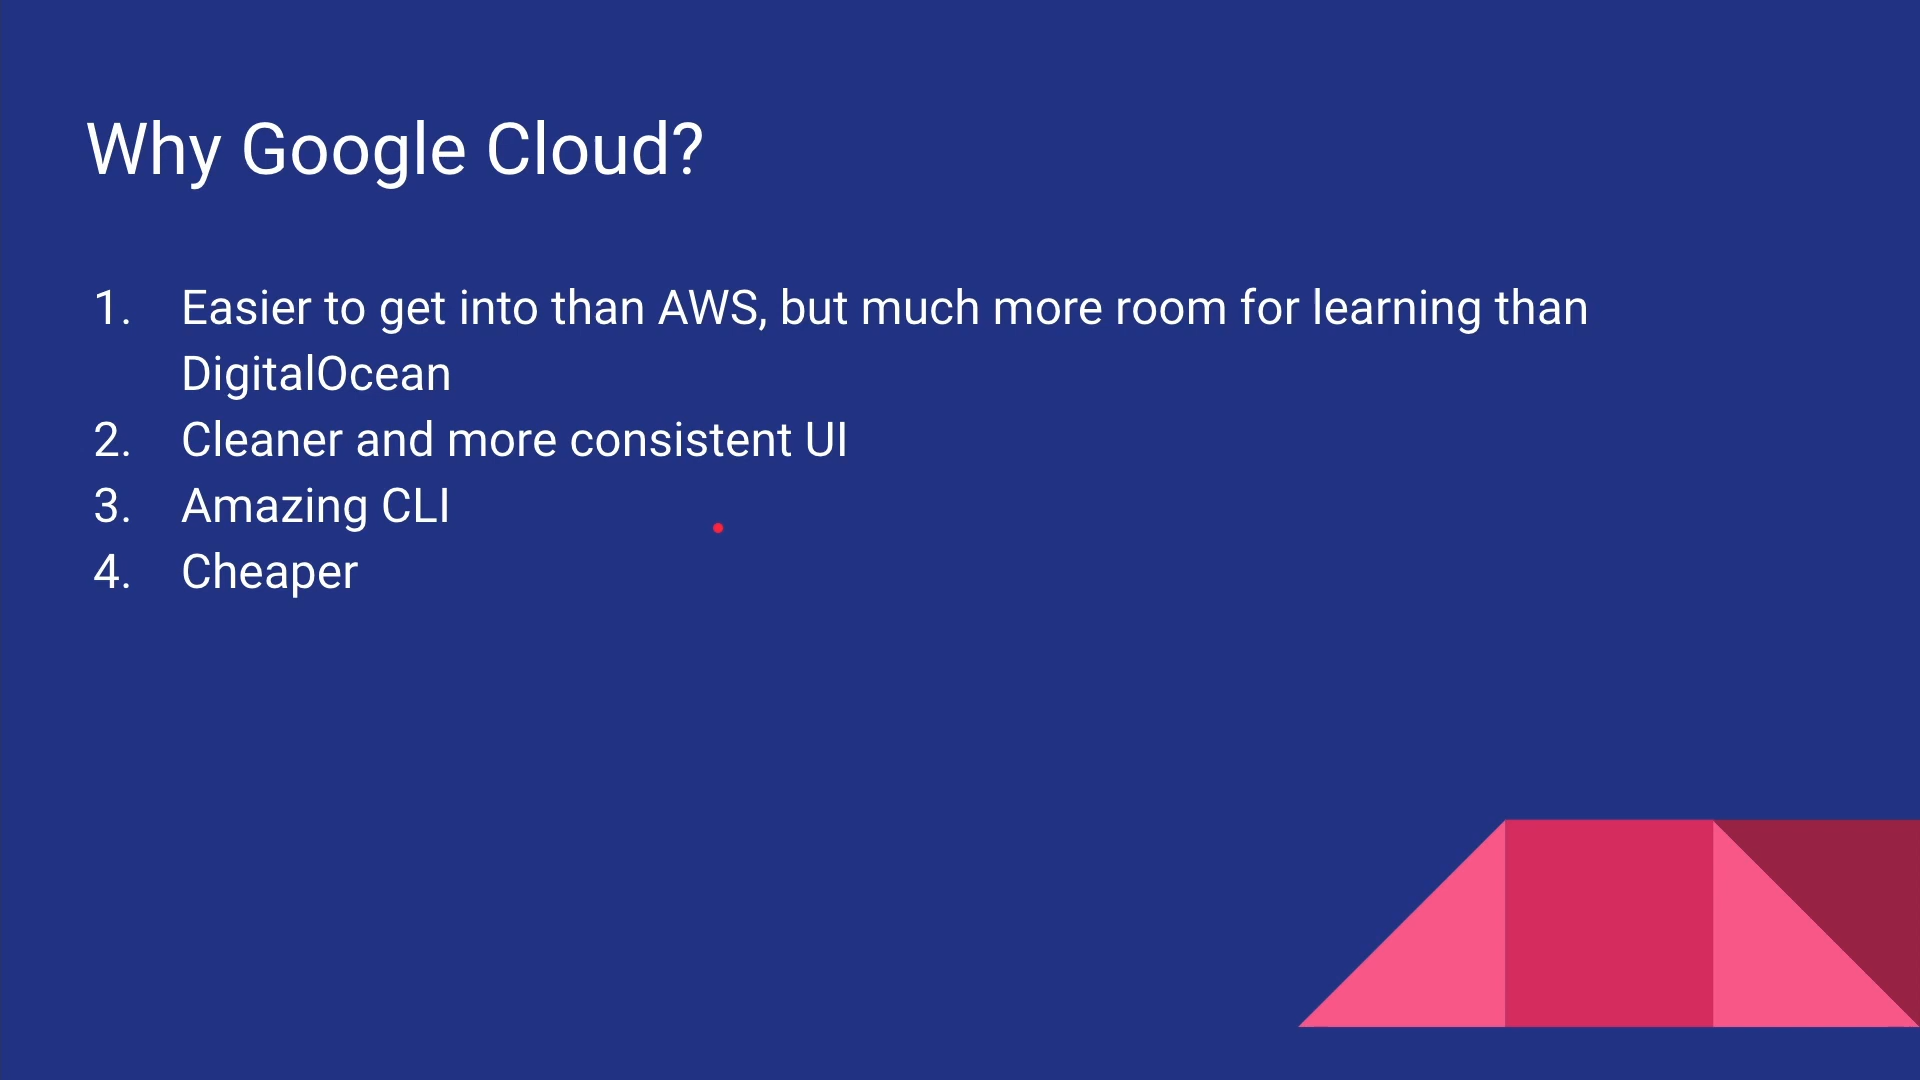 Why Google Cloud?
1. Easier to get into than AWS, but much more room for learning than
DigitalOcean
2. Cleaner and more consistent UI
3. Amazing CLI
4. Cheaper